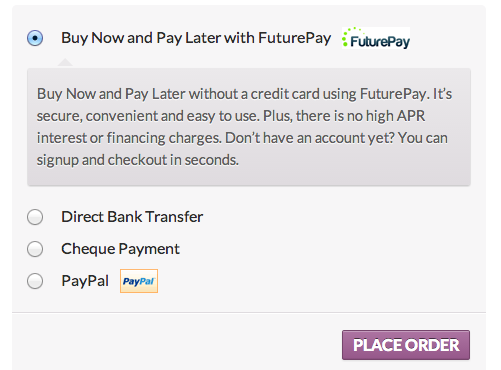 Buy Now and Pay Later with FuturePay FuturePay
Buy Now and Pay Later without a credit card using FuturePay. It’s
secure, convenient and easy to use. Plus, there is no high APR
interest or financing charges. Don’t have an account yet? You can
signup and checkout in seconds.
Direct Bank Transfer
Cheque Payment
PayPal PayPal
PLACE ORDER